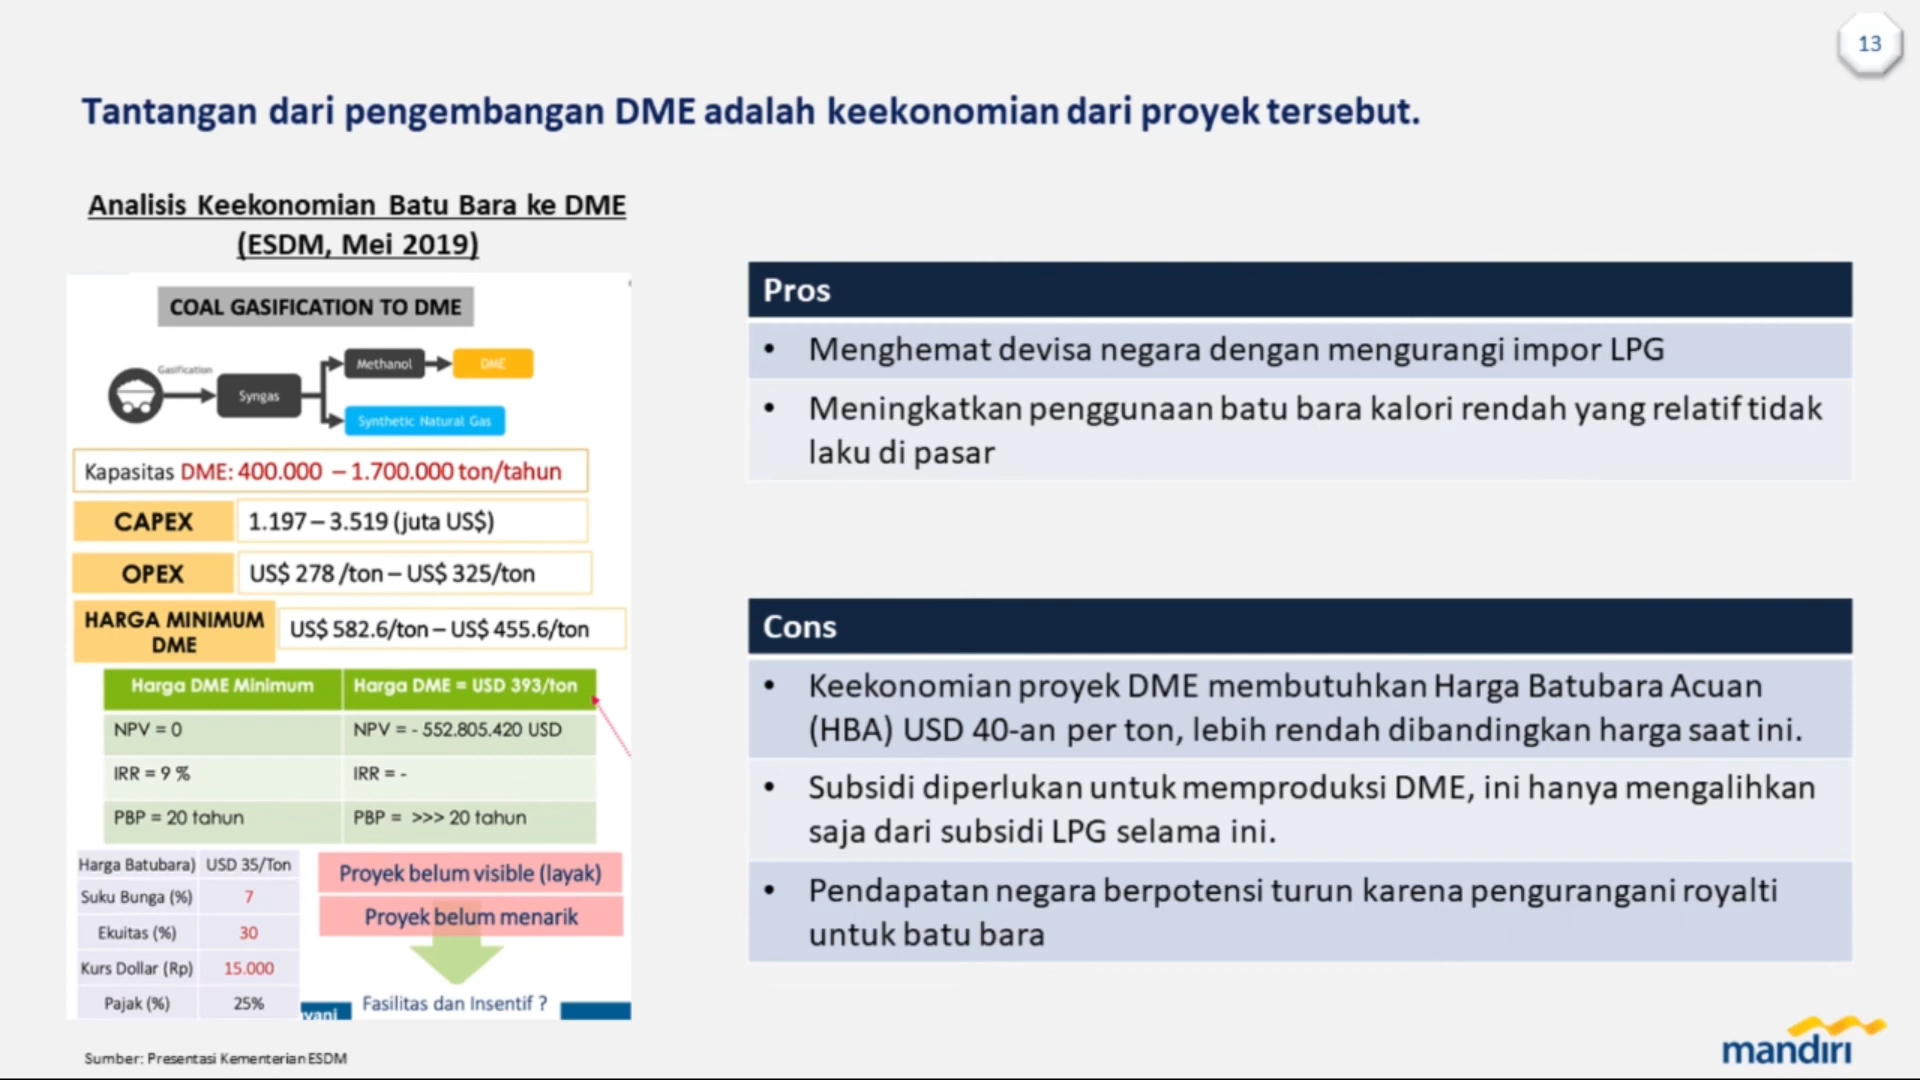 13
Tantangan dari pengembangan DME adalah keekonomian dari proyek tersebut.
Analisis Keekonomian Batu Bara ke DME
(ESDM, Mei 2019)
COAL GASIFICATION TO DME
Gasification
Syngas
Methanol
DME
Synthetic Natural Gas
Kapasitas DME: 400.000 – 1.700.000 ton/tahun
CAPEX
1.197 – 3.519 (juta US$)
OPEX
US$ 278 /ton – US$ 325/ton
HARGA MINIMUM
DME
US$ 582.6/ton – US$ 455.6/ton
Harga DME Minimum
Harga DME = USD 393/ton
NPV = 0
NPV = - 552.805.420 USD
IRR = 9 %
IRR = -
PBP = 20 tahun
PBP = >>> 20 tahun
Harga Batubara) USD 35/Ton
Suku Bunga (%) 7
Ekuitas (%) 30
Kurs Dollar (Rp) 15.000
Pajak (%) 25%
Proyek belum visible (layak)
Proyek belum menarik
Fasilitas dan Insentif ?
Sumber: Presentasi Kementerian ESDM
Pros
• Menghemat devisa negara dengan mengurangi impor LPG
• Meningkatkan penggunaan batu bara kalori rendah yang relatif tidak
laku di pasar
Cons
• Keekonomian proyek DME membutuhkan Harga Batubara Acuan
(HBA) USD 40-an per ton, lebih rendah dibandingkan harga saat ini.
• Subsidi diperlukan untuk memproduksi DME, ini hanya mengalihkan
saja dari subsidi LPG selama ini.
• Pendapatan negara berpotensi turun karena pengurangani royalti
untuk batu bara
mandiri